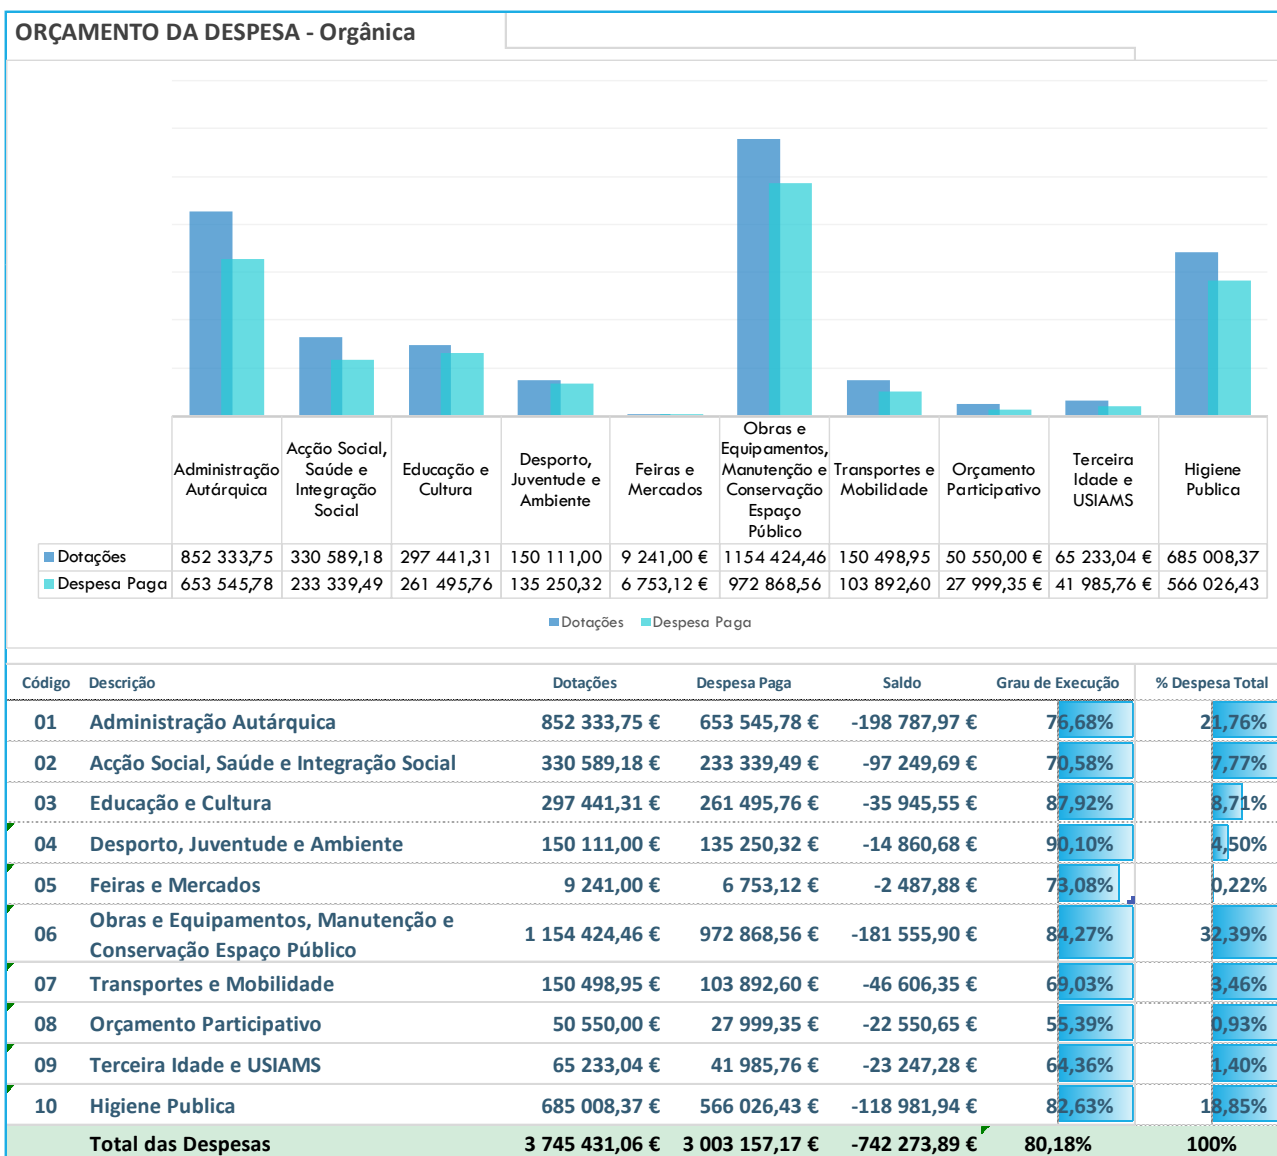 ORÇAMENTO DA DESPESA - Orgânica
Administração Autárquica
Acção Social, Saúde e Integração Social
Educação e Cultura
Desporto, Juventude e Ambiente
Feiras e Mercados
Obras e Equipamentos, Manutenção e Conservação Espaço Público
Transportes e Mobilidade
Orçamento Participativo
Terceira Idade e USIAMS
Higiene Publica
Dotações 852 333,75 330 589,18 297 441,31 150 111,00 9 241,00 € 1154 424,46 150 498,95 50 550,00 € 65 233,04 € 685 008,37
Despesa Paga 653 545,78 233 339,49 261 495,76 135 250,32 6 753,12 € 972 868,56 103 892,60 27 999,35 € 41 985,76 € 566 026,43
Dotações Despesa Paga
Código Descrição Dotações Despesa Paga Saldo Grau de Execução % Despesa Total
01 Administração Autárquica 852 333,75 € 653 545,78 € -198 787,97 € 76,68% 21,76%
02 Acção Social, Saúde e Integração Social 330 589,18 € 233 339,49 € -97 249,69 € 70,58% 7,77%
03 Educação e Cultura 297 441,31 € 261 495,76 € -35 945,55 € 87,92% 8,71%
04 Desporto, Juventude e Ambiente 150 111,00 € 135 250,32 € -14 860,68 € 90,10% 4,50%
05 Feiras e Mercados 9 241,00 € 6 753,12 € -2 487,88 € 73,08% 0,22%
06 Obras e Equipamentos, Manutenção e
Conservação Espaço Público 1 154 424,46 € 972 868,56 € -181 555,90 € 84,27% 32,39%
07 Transportes e Mobilidade 150 498,95 € 103 892,60 € -46 606,35 € 69,03% 3,46%
08 Orçamento Participativo 50 550,00 € 27 999,35 € -22 550,65 € 55,39% 0,93%
09 Terceira Idade e USIAMS 65 233,04 € 41 985,76 € -23 247,28 € 64,36% 1,40%
10 Higiene Publica 685 008,37 € 566 026,43 € -118 981,94 € 82,63% 18,85%
Total das Despesas 3 745 431,06 € 3 003 157,17 € -742 273,89 € 80,18% 100%